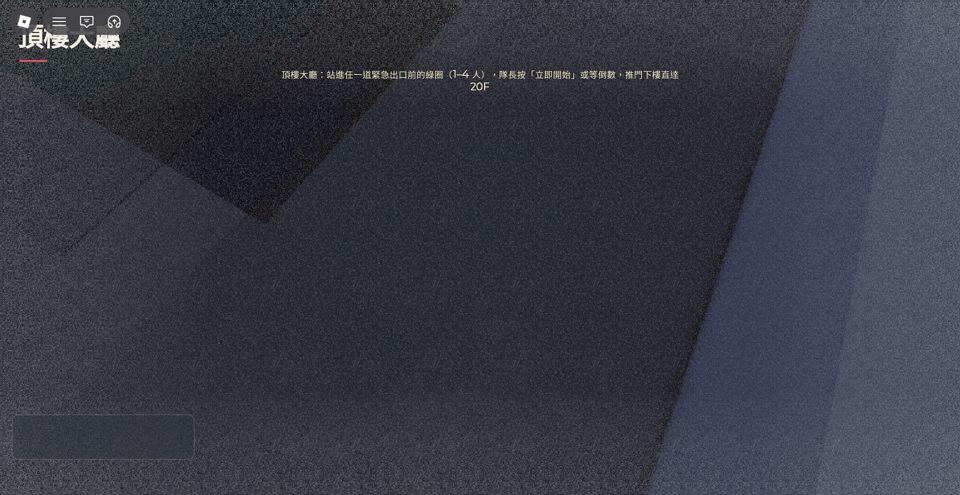 頂樓大廳
頂樓大廳：站進任一道緊急出口前的綠圈（1–4 人），隊長按「立即開始」或等倒數，推門下樓直達
20F